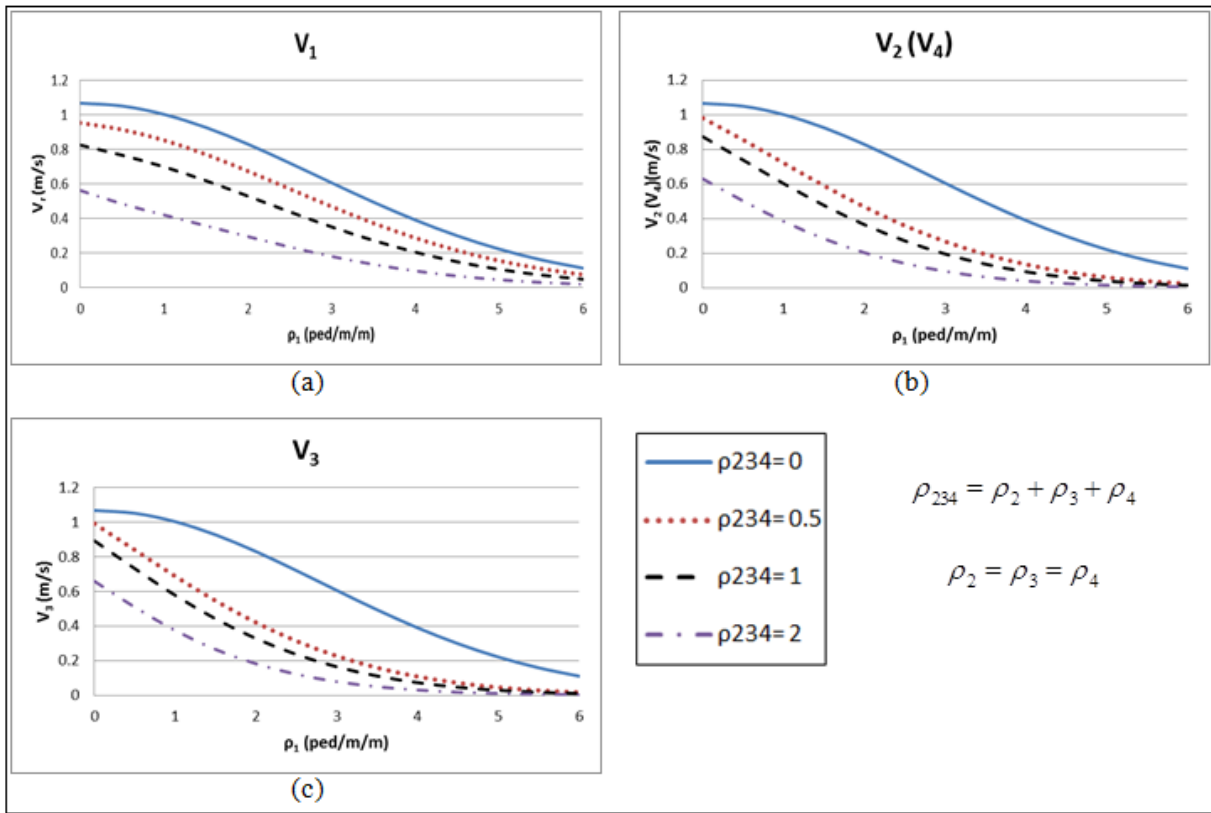 V₁
1.2
1
0.8
0.6
0.4
0.2
0
V₁ (m/s)
0 1 2 3 4 5 6
ρ₁ (ped/m/m)
(a)
V₂ (V₄)
1.2
1
0.8
0.6
0.4
0.2
0
V₂ (V₄)(m/s)
0 1 2 3 4 5 6
ρ₁ (ped/m/m)
(b)
V₃
1.2
1
0.8
0.6
0.4
0.2
0
V₃ (m/s)
0 1 2 3 4 5 6
ρ₁ (ped/m/m)
(c)
ρ234= 0
ρ234= 0.5
ρ234= 1
ρ234= 2
ρ₂₃₄ = ρ₂ + ρ₃ + ρ₄
ρ₂ = ρ₃ = ρ₄